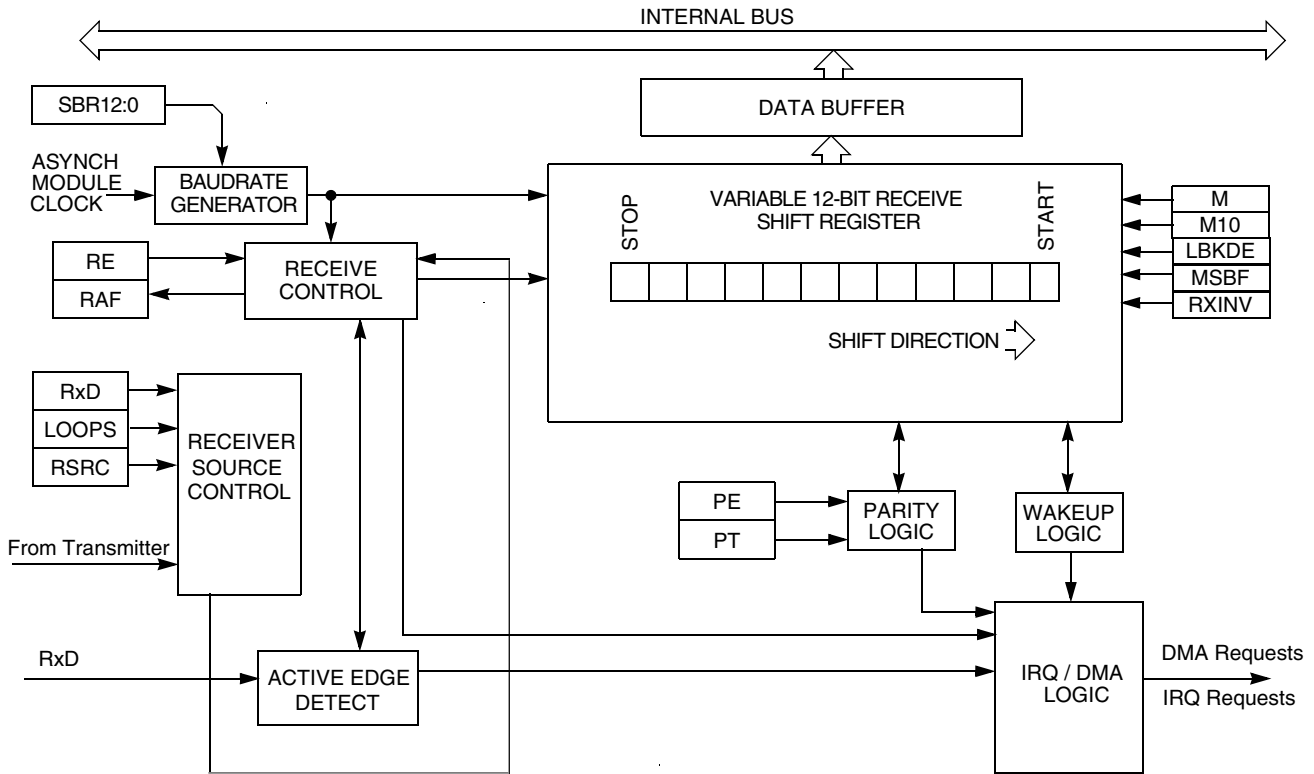 INTERNAL BUS
SBR12:0
DATA BUFFER
ASYNCH
MODULE
CLOCK
BAUDRATE
GENERATOR
VARIABLE 12-BIT RECEIVE
SHIFT REGISTER
STOP
START
M
M10
LBKDE
MSBF
RXINV
RE
RAF
RECEIVE
CONTROL
SHIFT DIRECTION
RxD
LOOPS
RSRC
RECEIVER
SOURCE
CONTROL
From Transmitter
PE
PT
PARITY
LOGIC
WAKEUP
LOGIC
RxD
ACTIVE EDGE
DETECT
IRQ / DMA
LOGIC
DMA Requests
IRQ Requests